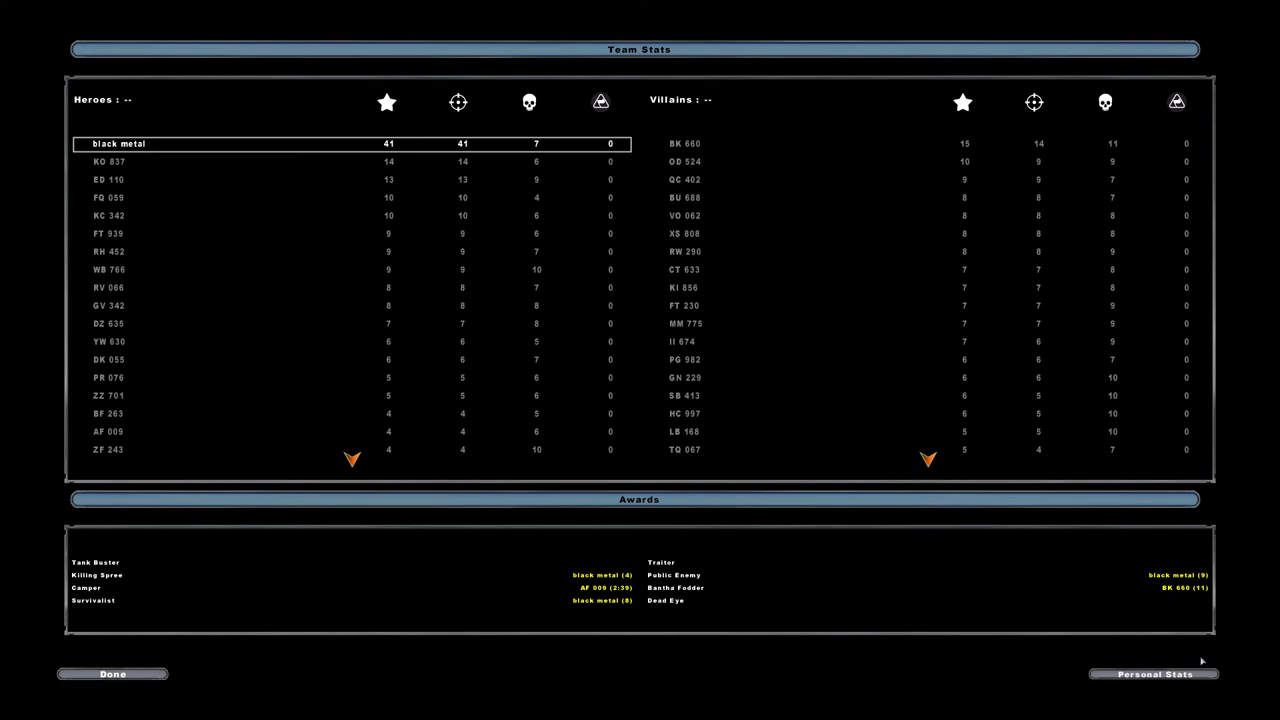 Team Stats
Heroes : --
Villains : --
black metal 41 41 7 0
BK 660 15 14 11 0
KO 837 14 14 6 0
OD 524 10 9 9 0
ED 110 13 13 9 0
QC 402 9 9 7 0
FQ 059 10 10 4 0
BU 688 8 8 7 0
KC 342 10 10 6 0
VO 062 8 8 8 0
FT 939 9 9 6 0
XS 808 8 8 8 0
RH 452 9 9 7 0
RW 290 8 8 9 0
WB 766 9 9 10 0
CT 633 7 7 8 0
RV 066 8 8 7 0
KI 856 7 7 8 0
GV 342 8 8 8 0
FT 230 7 7 9 0
DZ 635 7 7 8 0
MM 775 7 7 9 0
YW 630 6 6 5 0
II 674 7 6 9 0
DK 055 6 6 7 0
PG 982 6 6 7 0
PR 076 5 5 6 0
GN 229 6 6 10 0
ZZ 701 5 5 6 0
SB 413 6 5 10 0
BF 263 4 4 5 0
HC 997 6 5 10 0
AF 009 4 4 6 0
LB 168 5 5 10 0
ZF 243 4 4 10 0
TQ 067 5 4 7 0
Awards
Tank Buster
Traitor
Killing Spree black metal (4)
Public Enemy black metal (9)
Camper AF 009 (2:39)
Bantha Fodder BK 660 (11)
Survivalist black metal (8)
Dead Eye
Done
Personal Stats